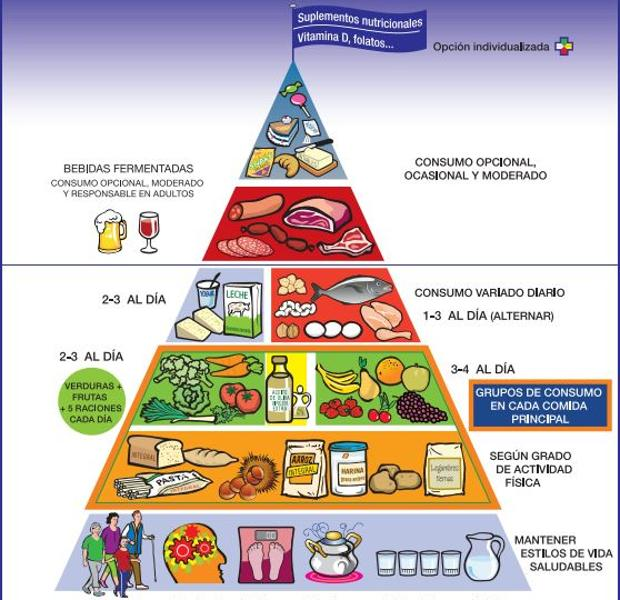 Suplementos nutricionales
Vitamina D, folatos...
Opción individualizada
BEBIDAS FERMENTADAS
CONSUMO OPCIONAL, MODERADO
Y RESPONSABLE EN ADULTOS
CONSUMO OPCIONAL,
OCASIONAL Y MODERADO
2-3 AL DÍA
LECHE
CONSUMO VARIADO DIARIO
1-3 AL DÍA (ALTERNAR)
2-3 AL DÍA
VERDURAS +
FRUTAS
+ 5 RACIONES
CADA DÍA
ACEITE
DE OLIVA
VIRGEN
EXTRA
3-4 AL DÍA
GRUPOS DE CONSUMO
EN CADA COMIDA
PRINCIPAL
INTEGRAL
PASTA
INTEGRAL
ARROZ
INTEGRAL
HARINA
Legumbres
tiernas
SEGÚN GRADO
DE ACTIVIDAD
FÍSICA
MANTENER
ESTILOS DE VIDA
SALUDABLES